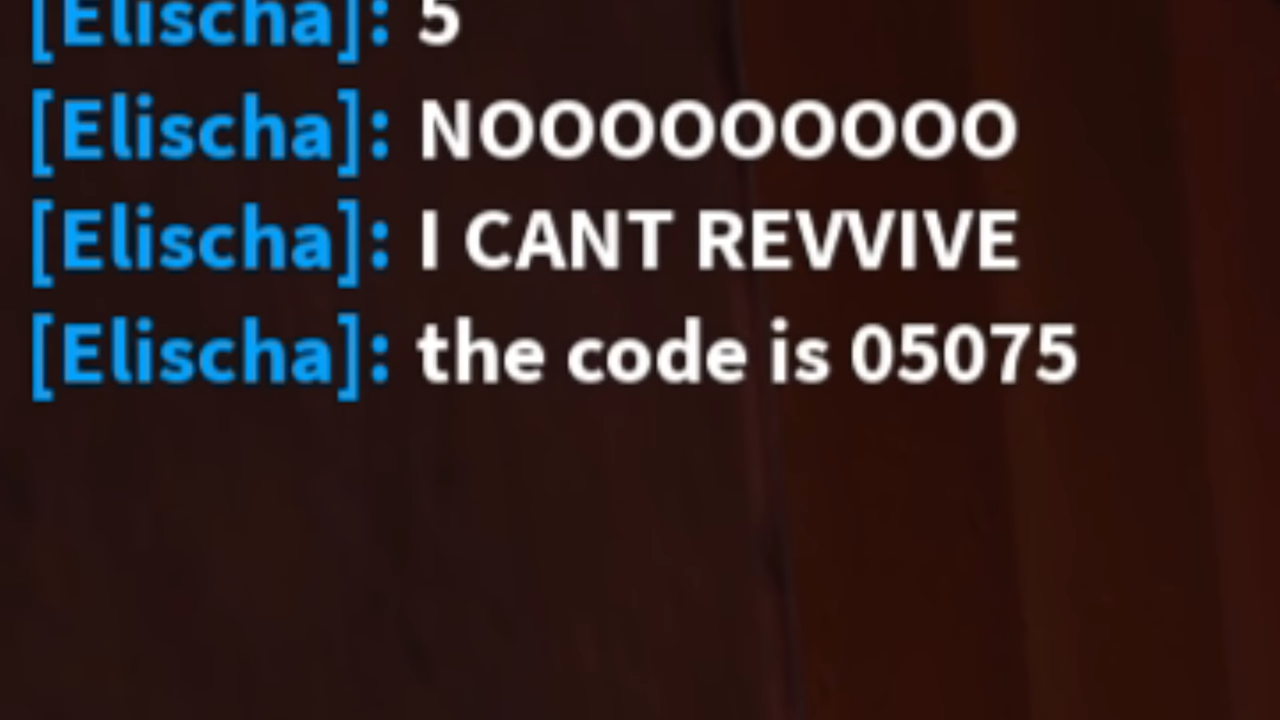 [Elischa]: 5
[Elischa]: NOOOOOOOOO
[Elischa]: I CANT REVVIVE
[Elischa]: the code is 05075